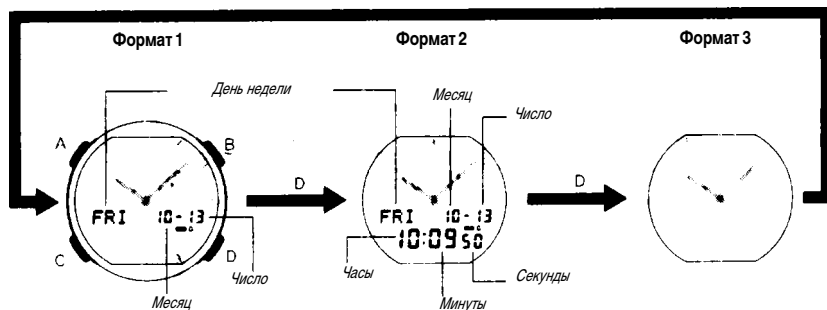 Формат 1
Формат 2
Формат 3
День недели
Месяц
Число
A
B
D
D
FRI 10-13
FRI 10-13
10:09 50
C
D
Число
Часы
Секунды
Месяц
Минуты